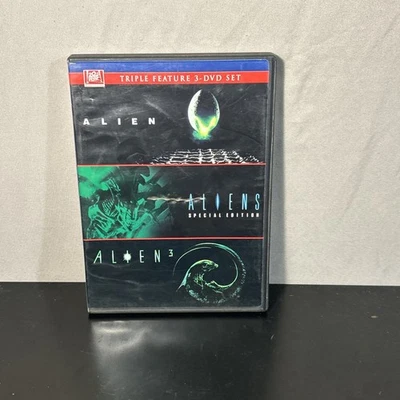 TRIPLE FEATURE 3-DVD SET
ALIEN
ALIENS
SPECIAL EDITION
ALIEN³